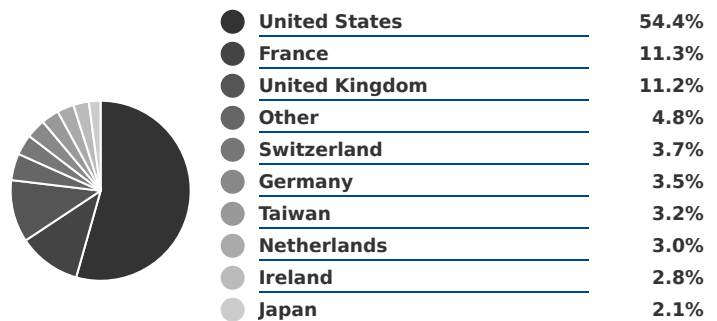 United States 54.4%
France 11.3%
United Kingdom 11.2%
Other 4.8%
Switzerland 3.7%
Germany 3.5%
Taiwan 3.2%
Netherlands 3.0%
Ireland 2.8%
Japan 2.1%